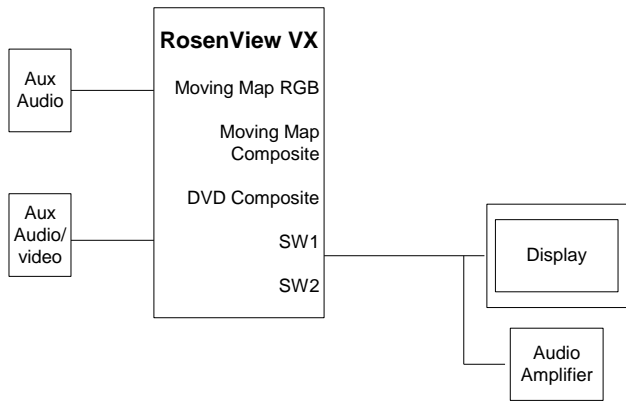 RosenView VX
Aux
Audio
Moving Map RGB
Moving Map
Composite
DVD Composite
Aux
Audio/
video
SW1
SW2
Display
Audio
Amplifier